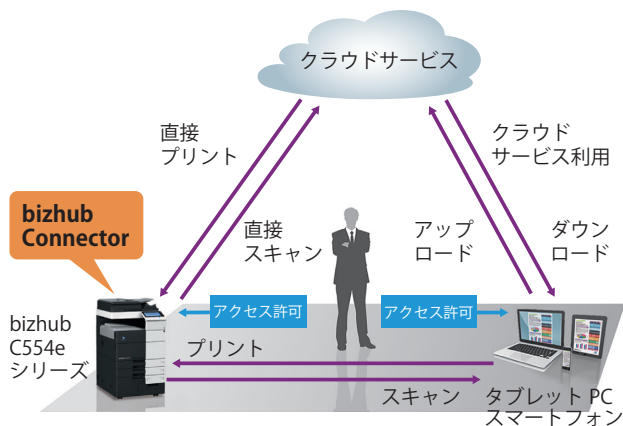 クラウドサービス
直接
プリント
クラウド
サービス利用
bizhub
Connector
直接
スキャン
アップ
ロード
ダウン
ロード
アクセス許可
アクセス許可
bizhub
C554e
シリーズ
プリント
スキャン
タブレット PC
スマートフォン